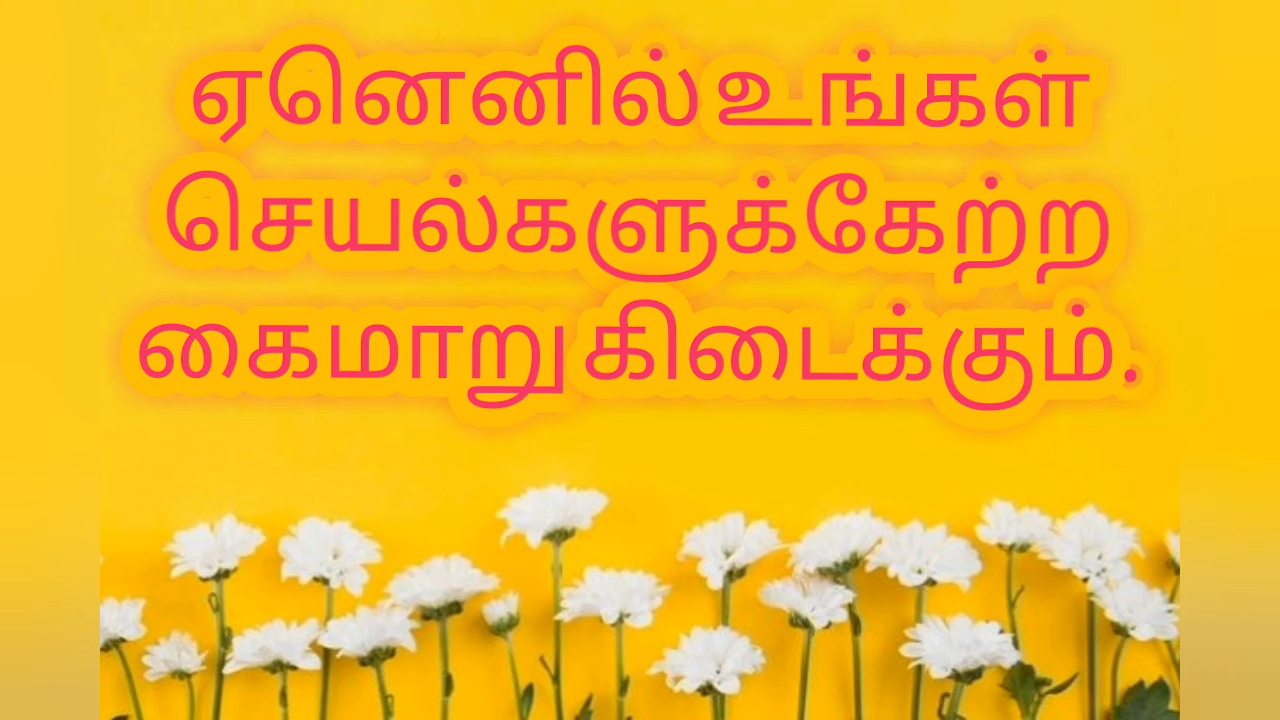 ஏனெனில் உங்கள்
செயல்களுக்கேற்ற
கைமாறு கிடைக்கும்.